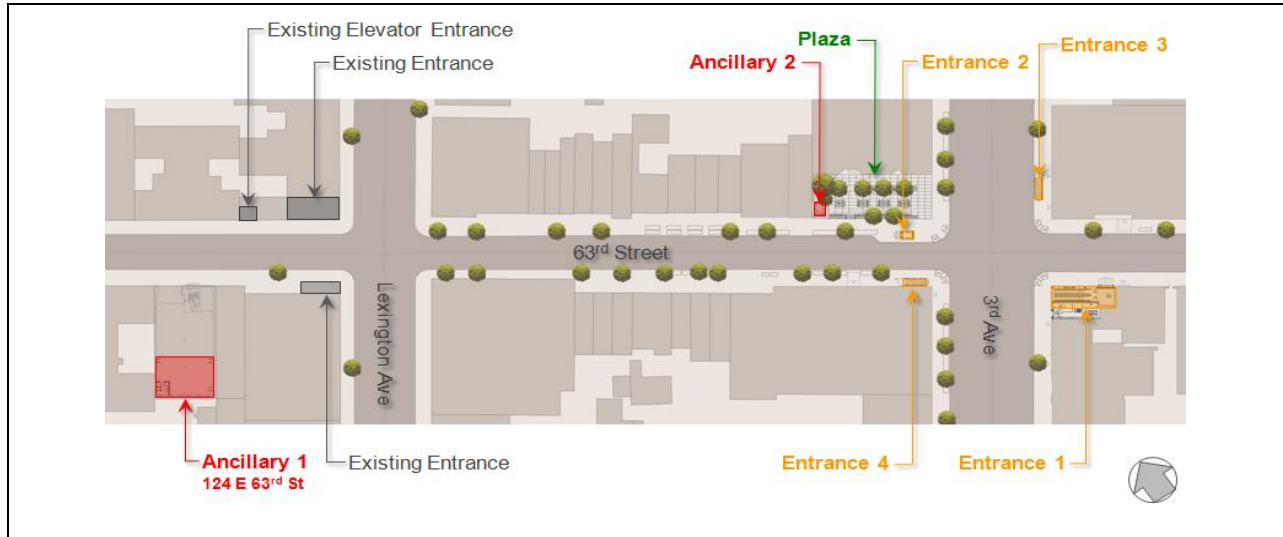 Existing Elevator Entrance
Existing Entrance
Plaza
Ancillary 2
Entrance 2
Entrance 3
63rd Street
Lexington Ave
3rd Ave
Ancillary 1
124 E 63rd St
Existing Entrance
Entrance 4
Entrance 1